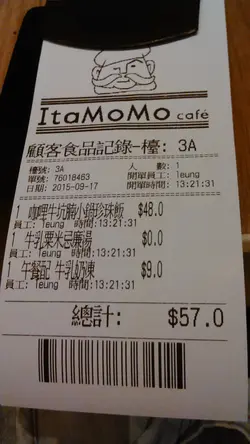 ItaMoMo café
顧客食品記錄-檯: 3A
檯號: 3A 人 數: 1
單號: 76018463 開單員工: leung
日期: 2015-09-17 開單時間: 13:21:31
1 咖喱牛坑腩小鍋珍珠飯 $48.0
員工: leung 時間:13:21:31
1 牛乳粟米忌廉湯 $0.0
員工: leung 時間:13:21:31
1 午餐配 牛乳奶凍 $9.0
員工: leung 時間:13:21:31
總計: $57.0